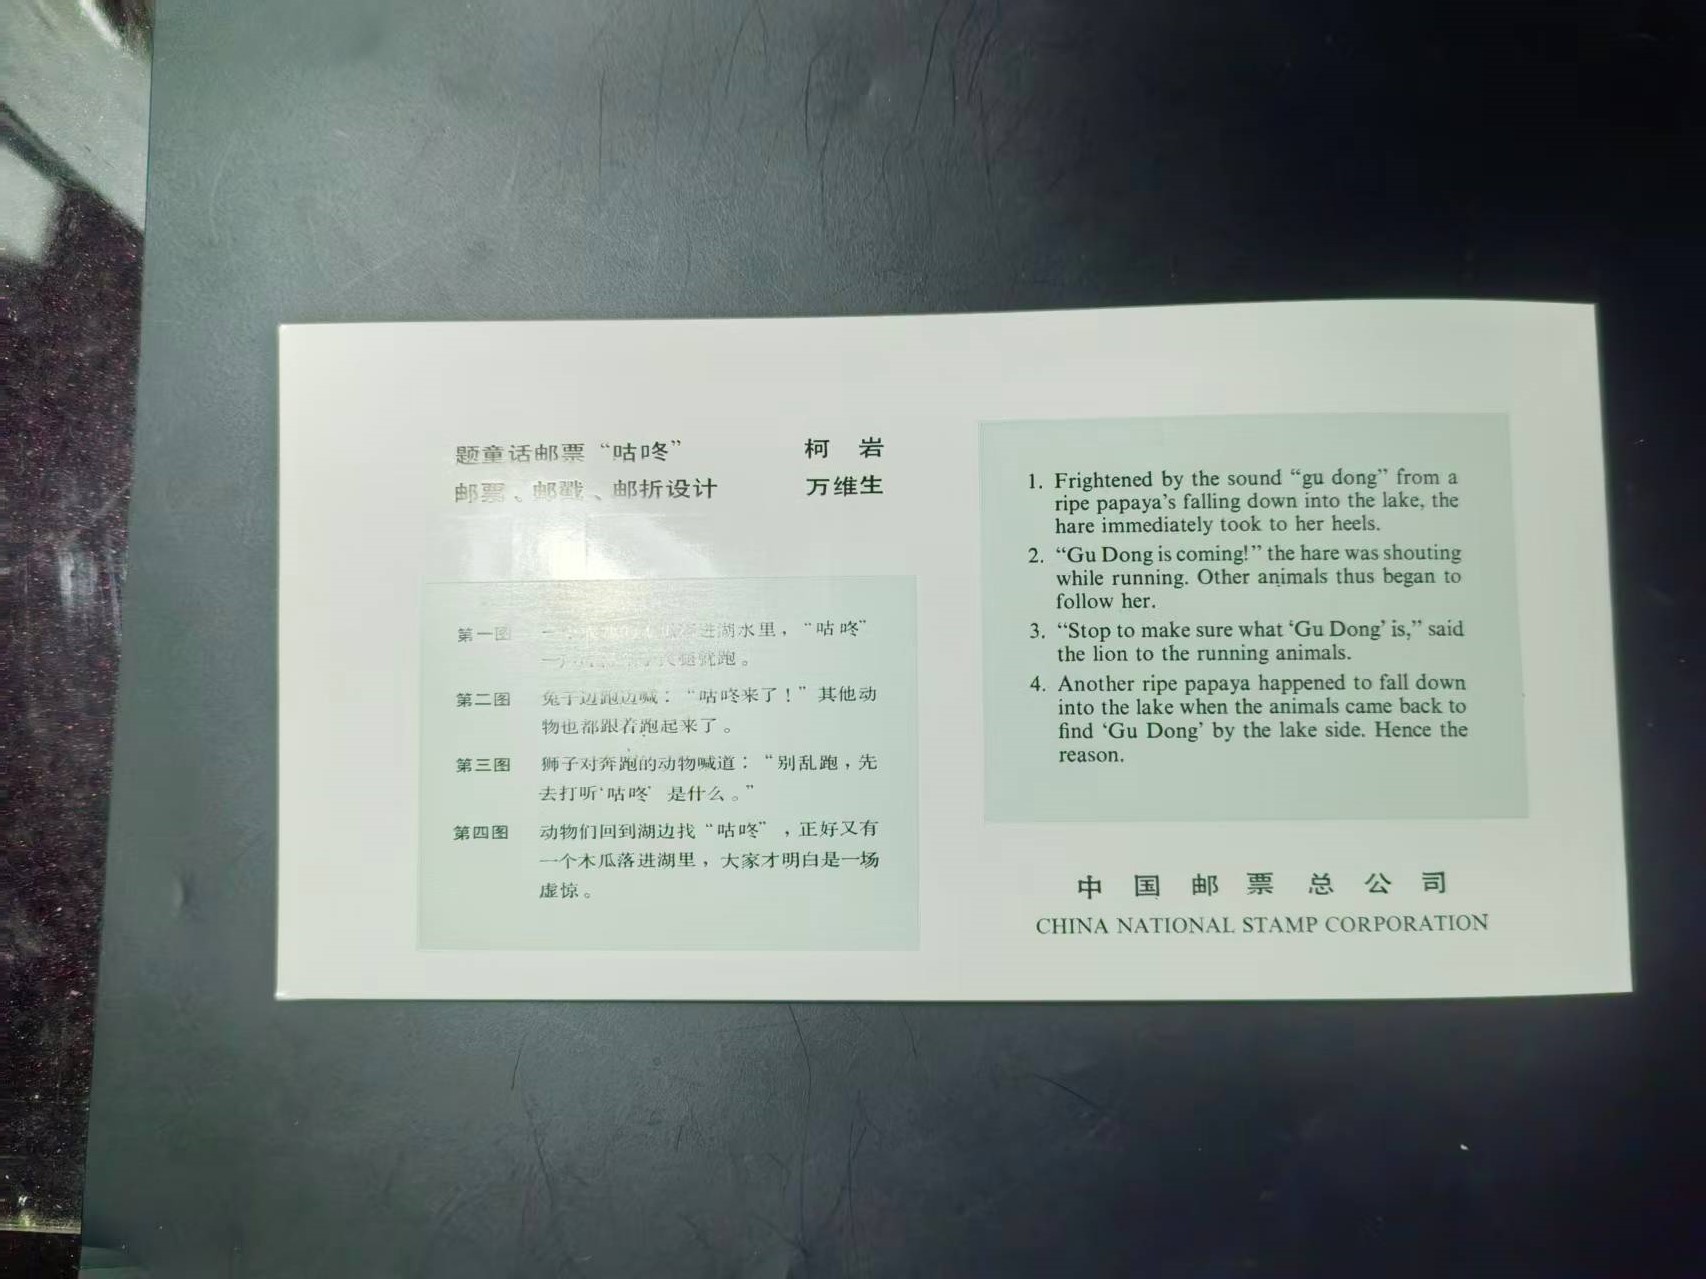 题童话邮票“咕咚” 柯 岩
邮票、邮戳、邮折设计 万维生
第一图 进湖水里，“咕咚”
腿就跑。
第二图 兔子边跑边喊：“咕咚来了！”其他动
物也都跟着跑起来了。
第三图 狮子对奔跑的动物喊道：“别乱跑，先
去打听‘咕咚’是什么。”
第四图 动物们回到湖边找“咕咚”，正好又有
一个木瓜落进湖里，大家才明白是一场
虚惊。
1. Frightened by the sound “gu dong” from a
ripe papaya’s falling down into the lake, the
hare immediately took to her heels.
2. “Gu Dong is coming!” the hare was shouting
while running. Other animals thus began to
follow her.
3. “Stop to make sure what ‘Gu Dong’ is,” said
the lion to the running animals.
4. Another ripe papaya happened to fall down
into the lake when the animals came back to
find ‘Gu Dong’ by the lake side. Hence the
reason.
中国邮票总公司
CHINA NATIONAL STAMP CORPORATION